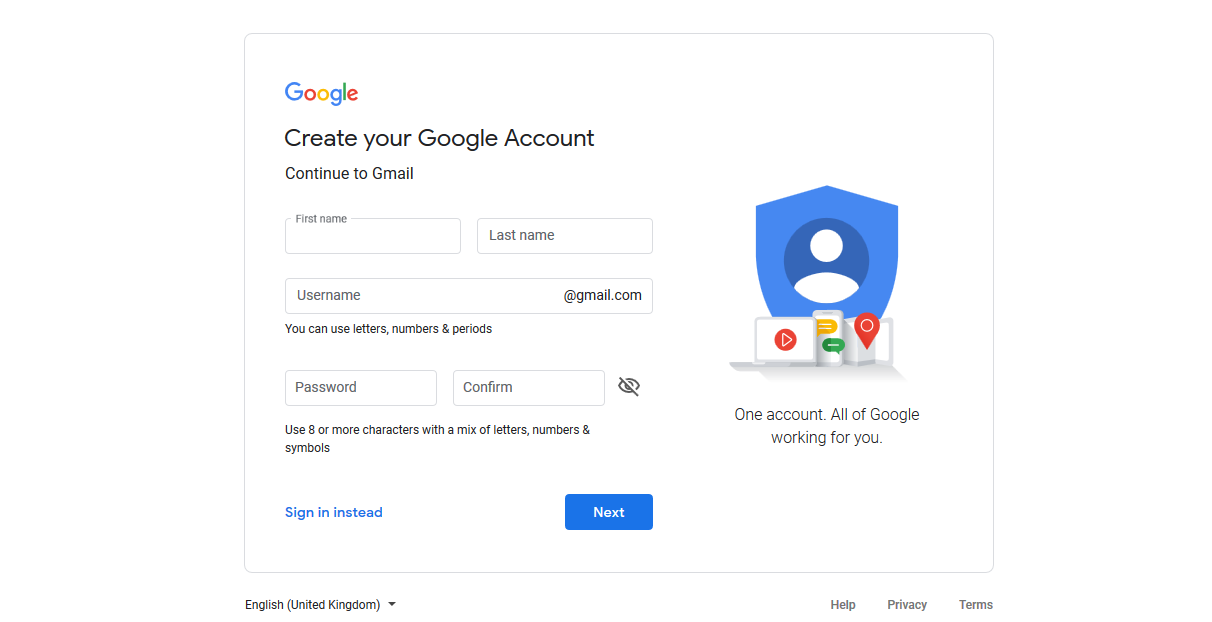 Google
Create your Google Account
Continue to Gmail
First name
Last name
Username
@gmail.com
You can use letters, numbers & periods
Password
Confirm
Use 8 or more characters with a mix of letters, numbers &
symbols
Sign in instead
Next
One account. All of Google
working for you.
English (United Kingdom)
Help
Privacy
Terms